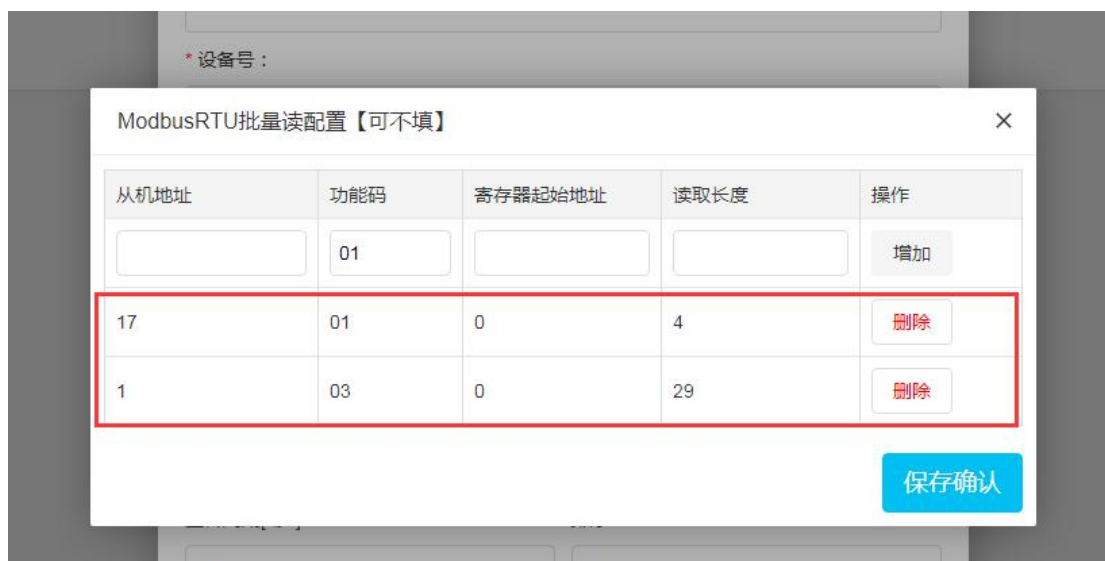 * 设备号：
ModbusRTU批量读配置【可不填】
从机地址 功能码 寄存器起始地址 读取长度 操作
01 增加
17 01 0 4 删除
1 03 0 29 删除
保存确认